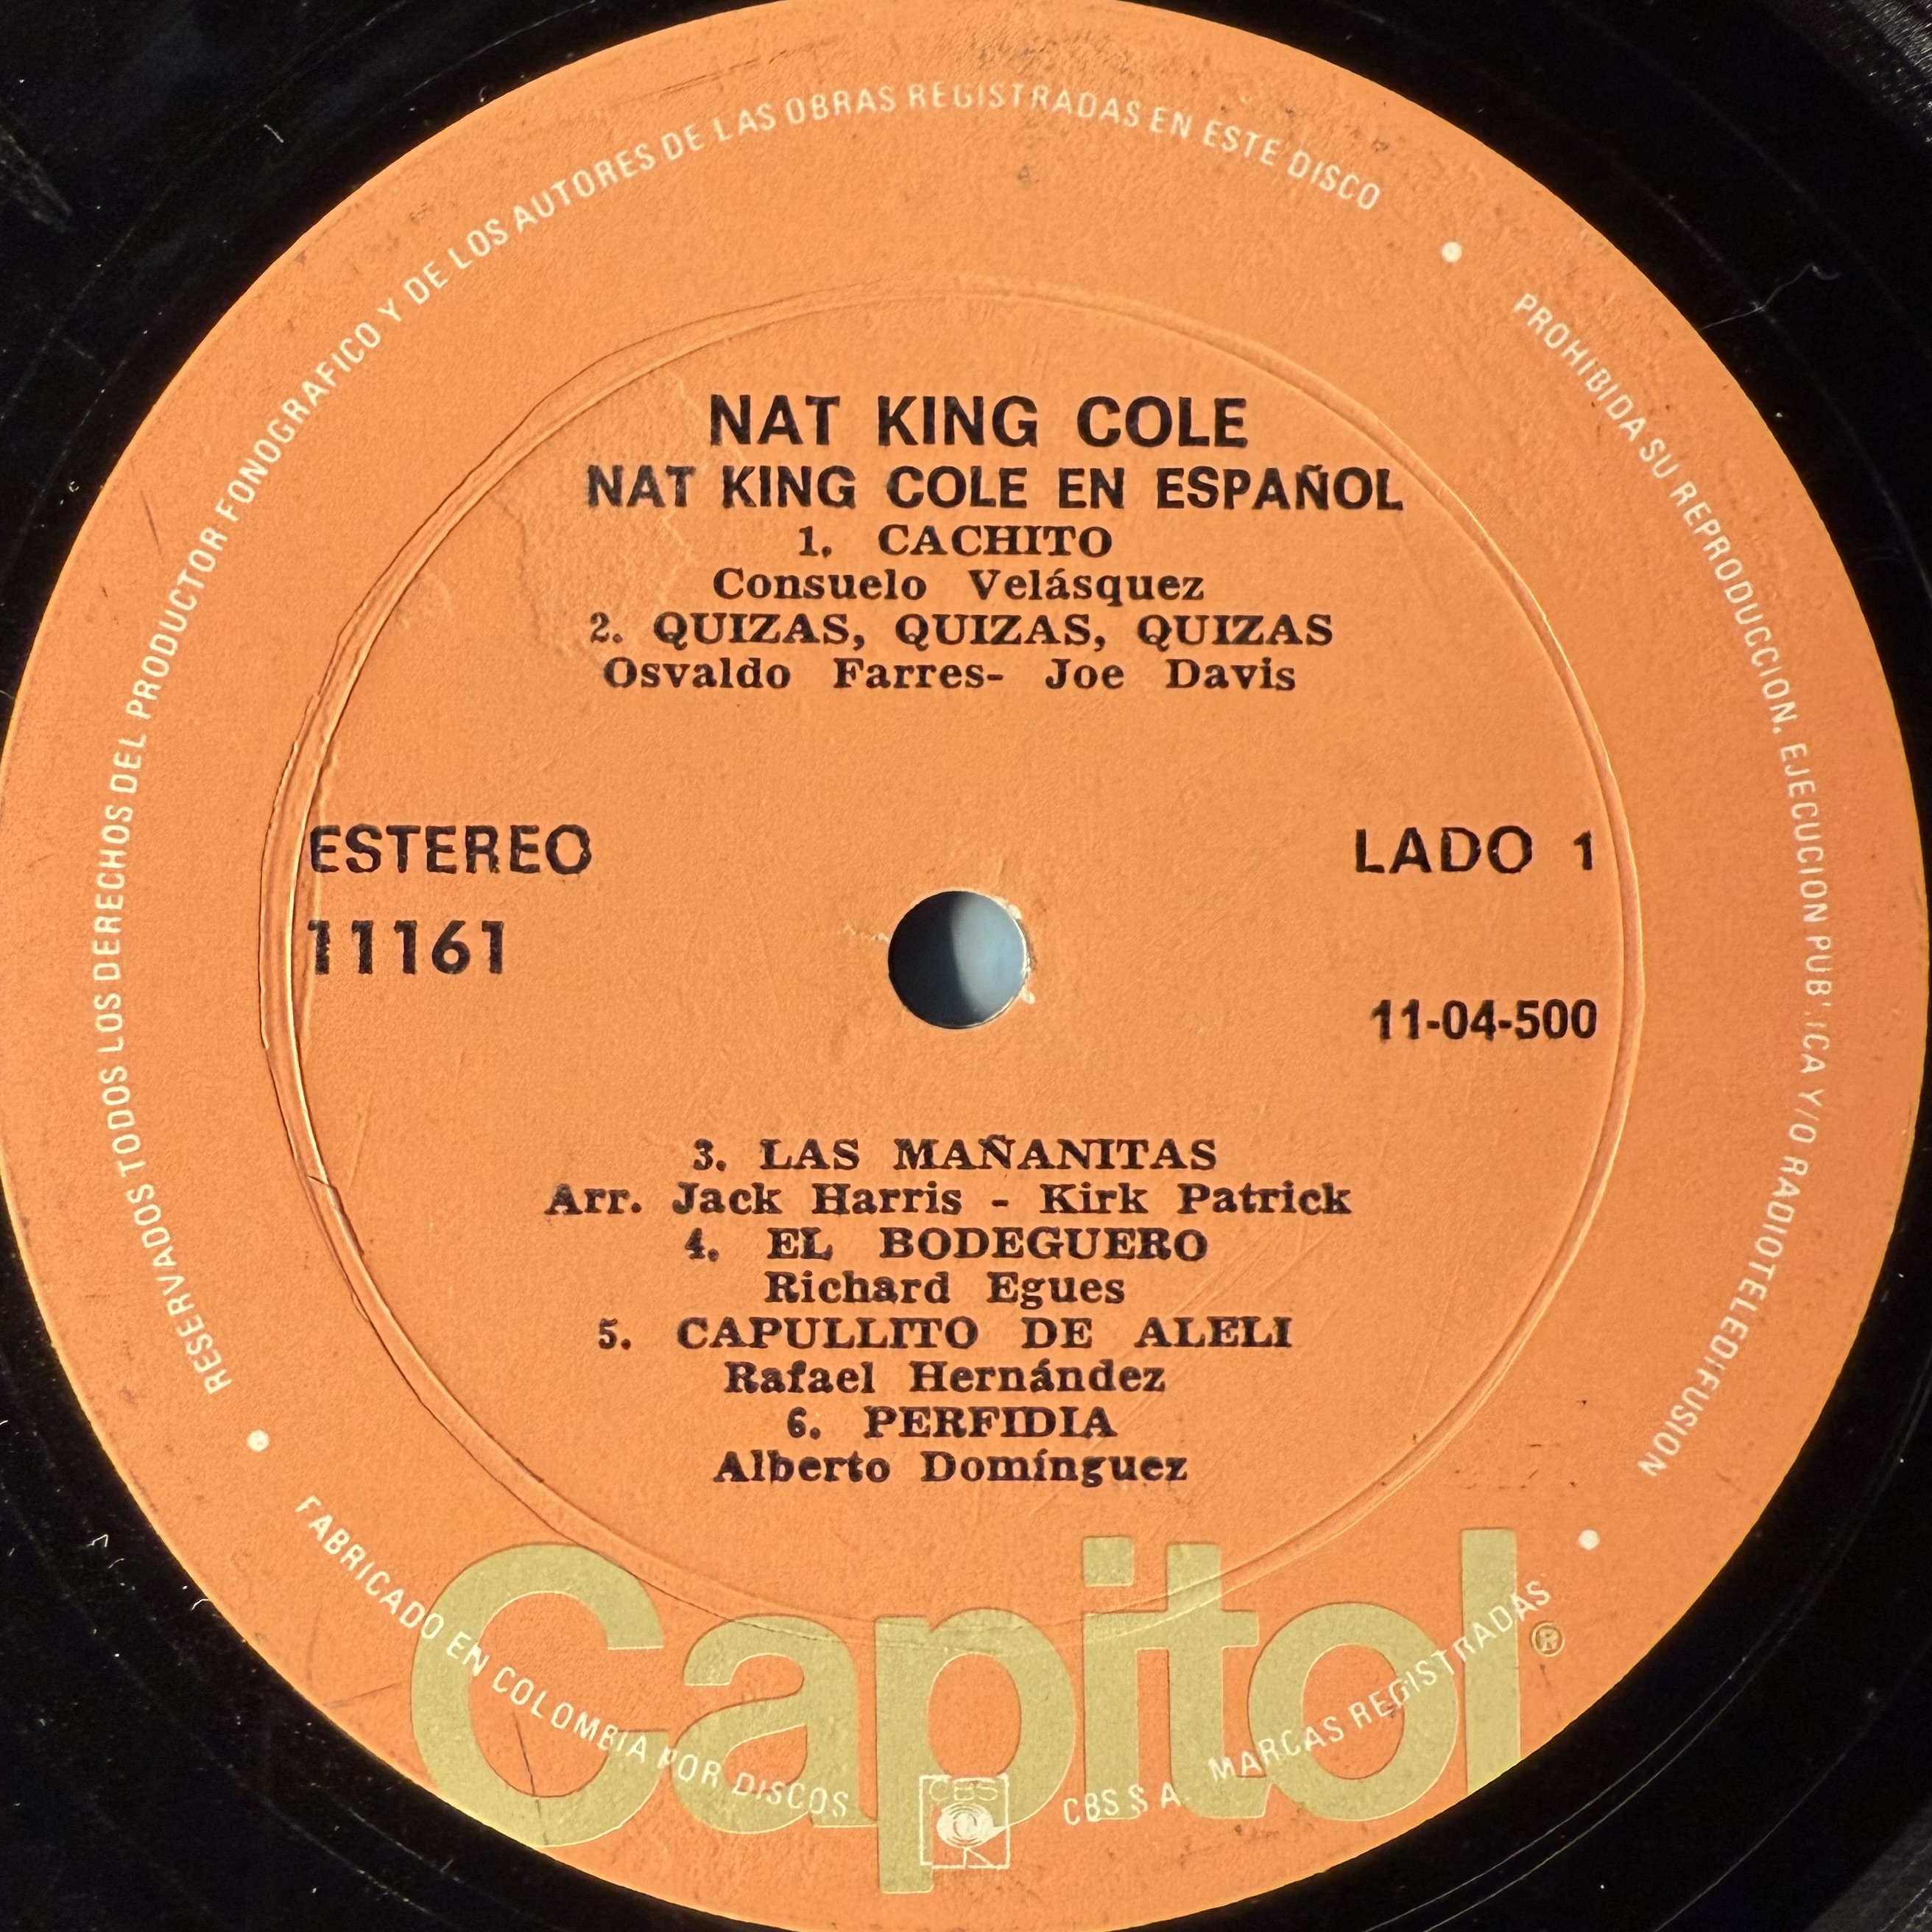 RESERVADOS TODOS LOS DERECHOS DEL PRODUCTOR FONOGRAFICO Y DE LOS AUTORES DE LAS OBRAS REGISTRADAS EN ESTE DISCO
PROHIBIDA SU REPRODUCCION, EJECUCION PUBLICA Y/O RADIOTELEDIFUSION
NAT KING COLE
NAT KING COLE EN ESPAÑOL
1. CACHITO
Consuelo Velásquez
2. QUIZAS, QUIZAS, QUIZAS
Osvaldo Farres- Joe Davis
ESTEREO
LADO 1
11161
11-04-500
3. LAS MAÑANITAS
Arr. Jack Harris - Kirk Patrick
4. EL BODEGUERO
Richard Egues
5. CAPULLITO DE ALELI
Rafael Hernández
6. PERFIDIA
Alberto Domínguez
Capitol®
FABRICADO EN COLOMBIA POR DISCOS CBS CBS S A. MARCAS REGISTRADAS